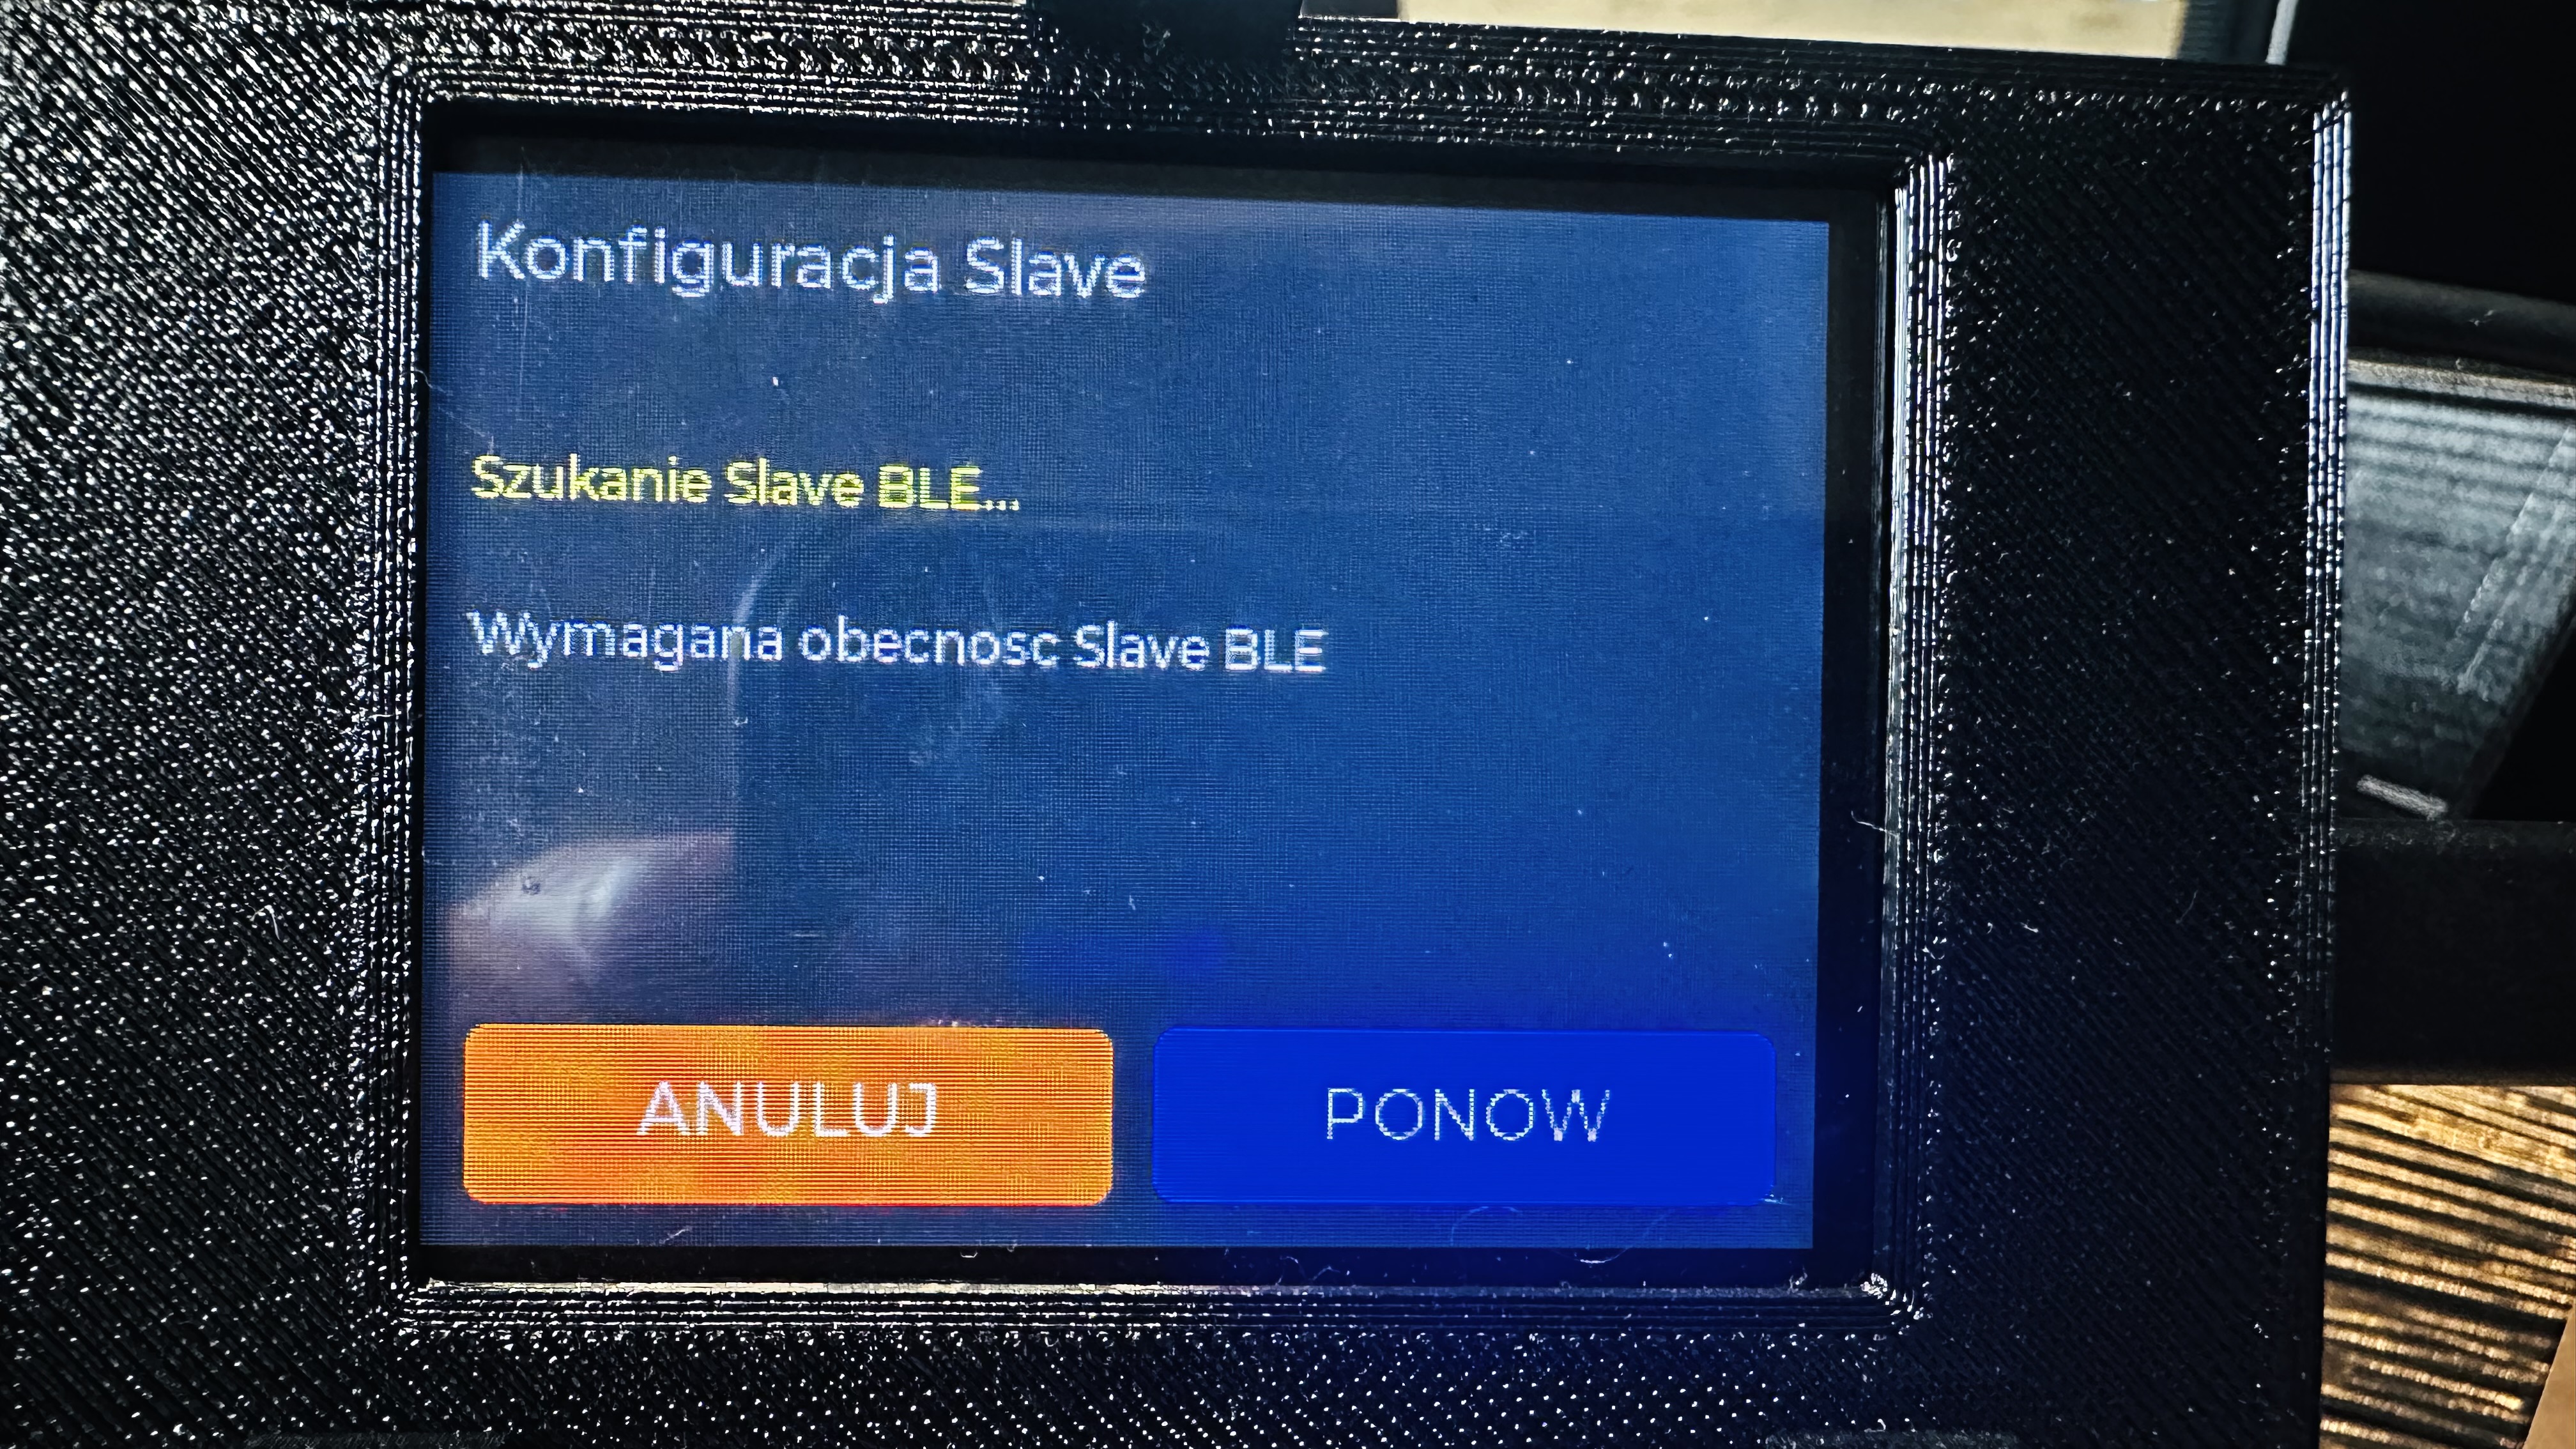 Konfiguracja Slave
Szukanie Slave BLE...
Wymagana obecnosc Slave BLE
ANULUJ
PONOW